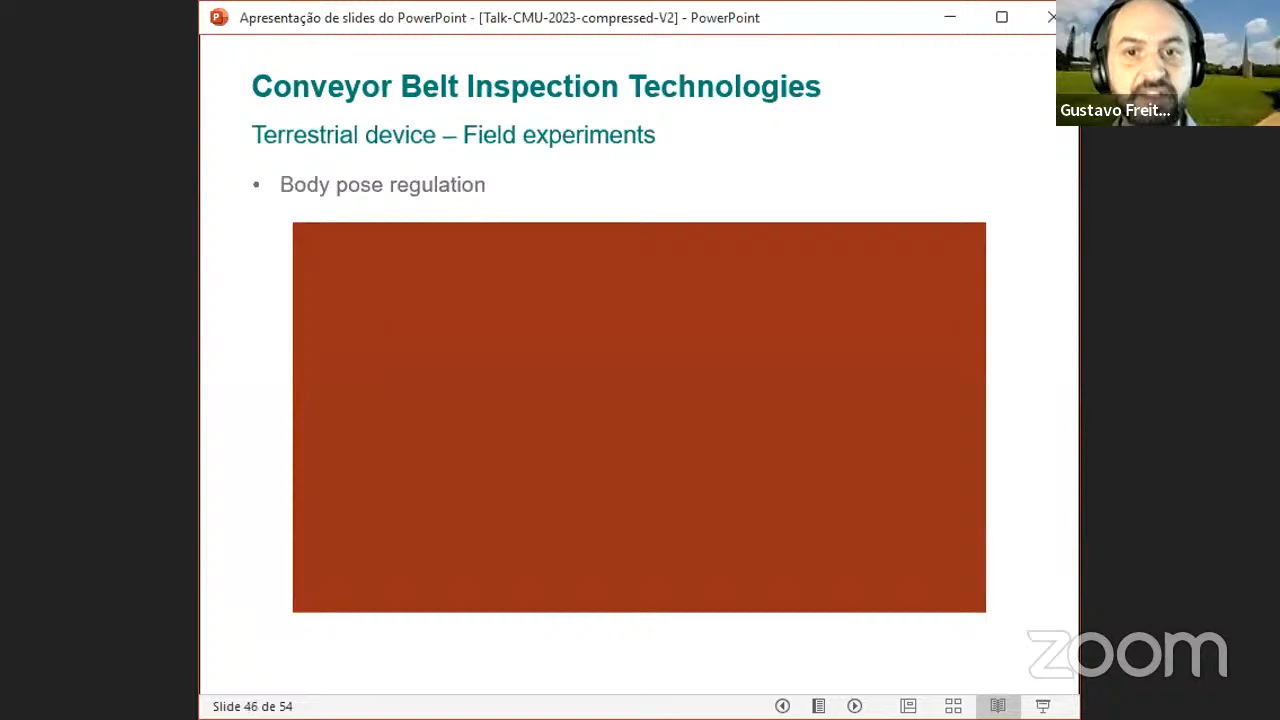 Apresentação de slides do PowerPoint - [Talk-CMU-2023-compressed-V2] - PowerPoint
Conveyor Belt Inspection Technologies
Terrestrial device – Field experiments
• Body pose regulation
Gustavo Freit...
zoom
Slide 46 de 54